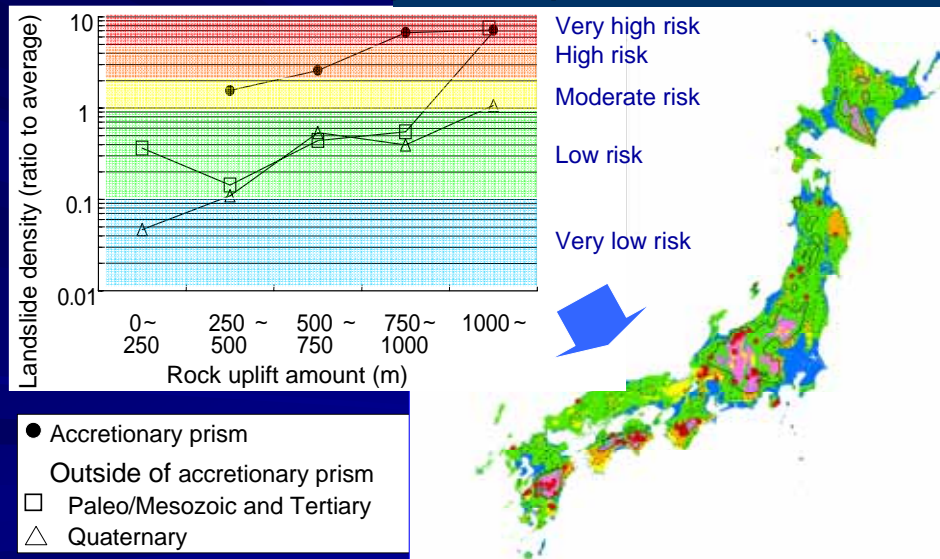 Landslide density (ratio to average)
10
1
0.1
0.01
0~ 250
250 ~ 500
500 ~ 750
750~ 1000
1000 ~
Rock uplift amount (m)
Very high risk
High risk
Moderate risk
Low risk
Very low risk
Accretionary prism
Outside of accretionary prism
Paleo/Mesozoic and Tertiary
Quaternary